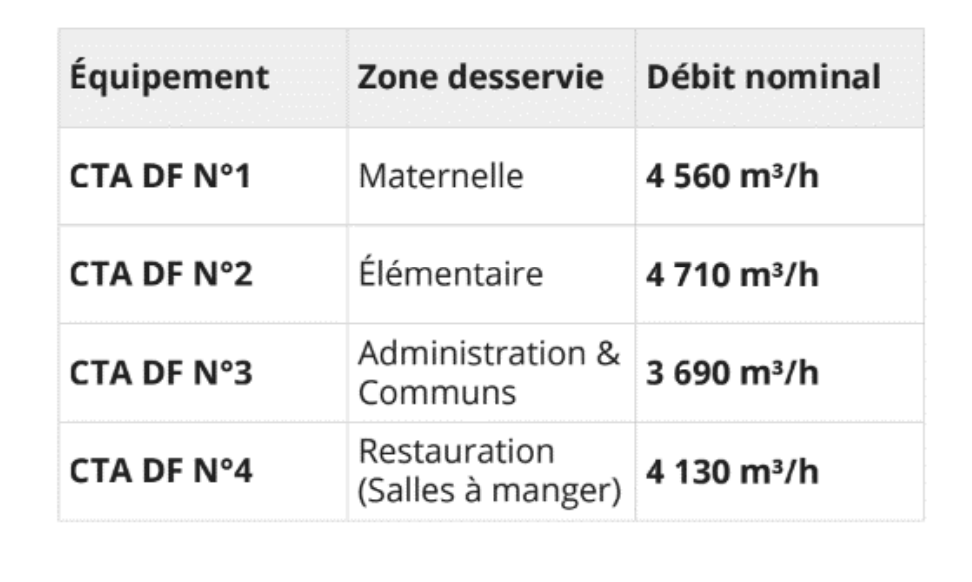 Équipement Zone desservie Débit nominal
CTA DF N°1 Maternelle 4 560 m³/h
CTA DF N°2 Élémentaire 4 710 m³/h
CTA DF N°3 Administration & Communs 3 690 m³/h
CTA DF N°4 Restauration (Salles à manger) 4 130 m³/h